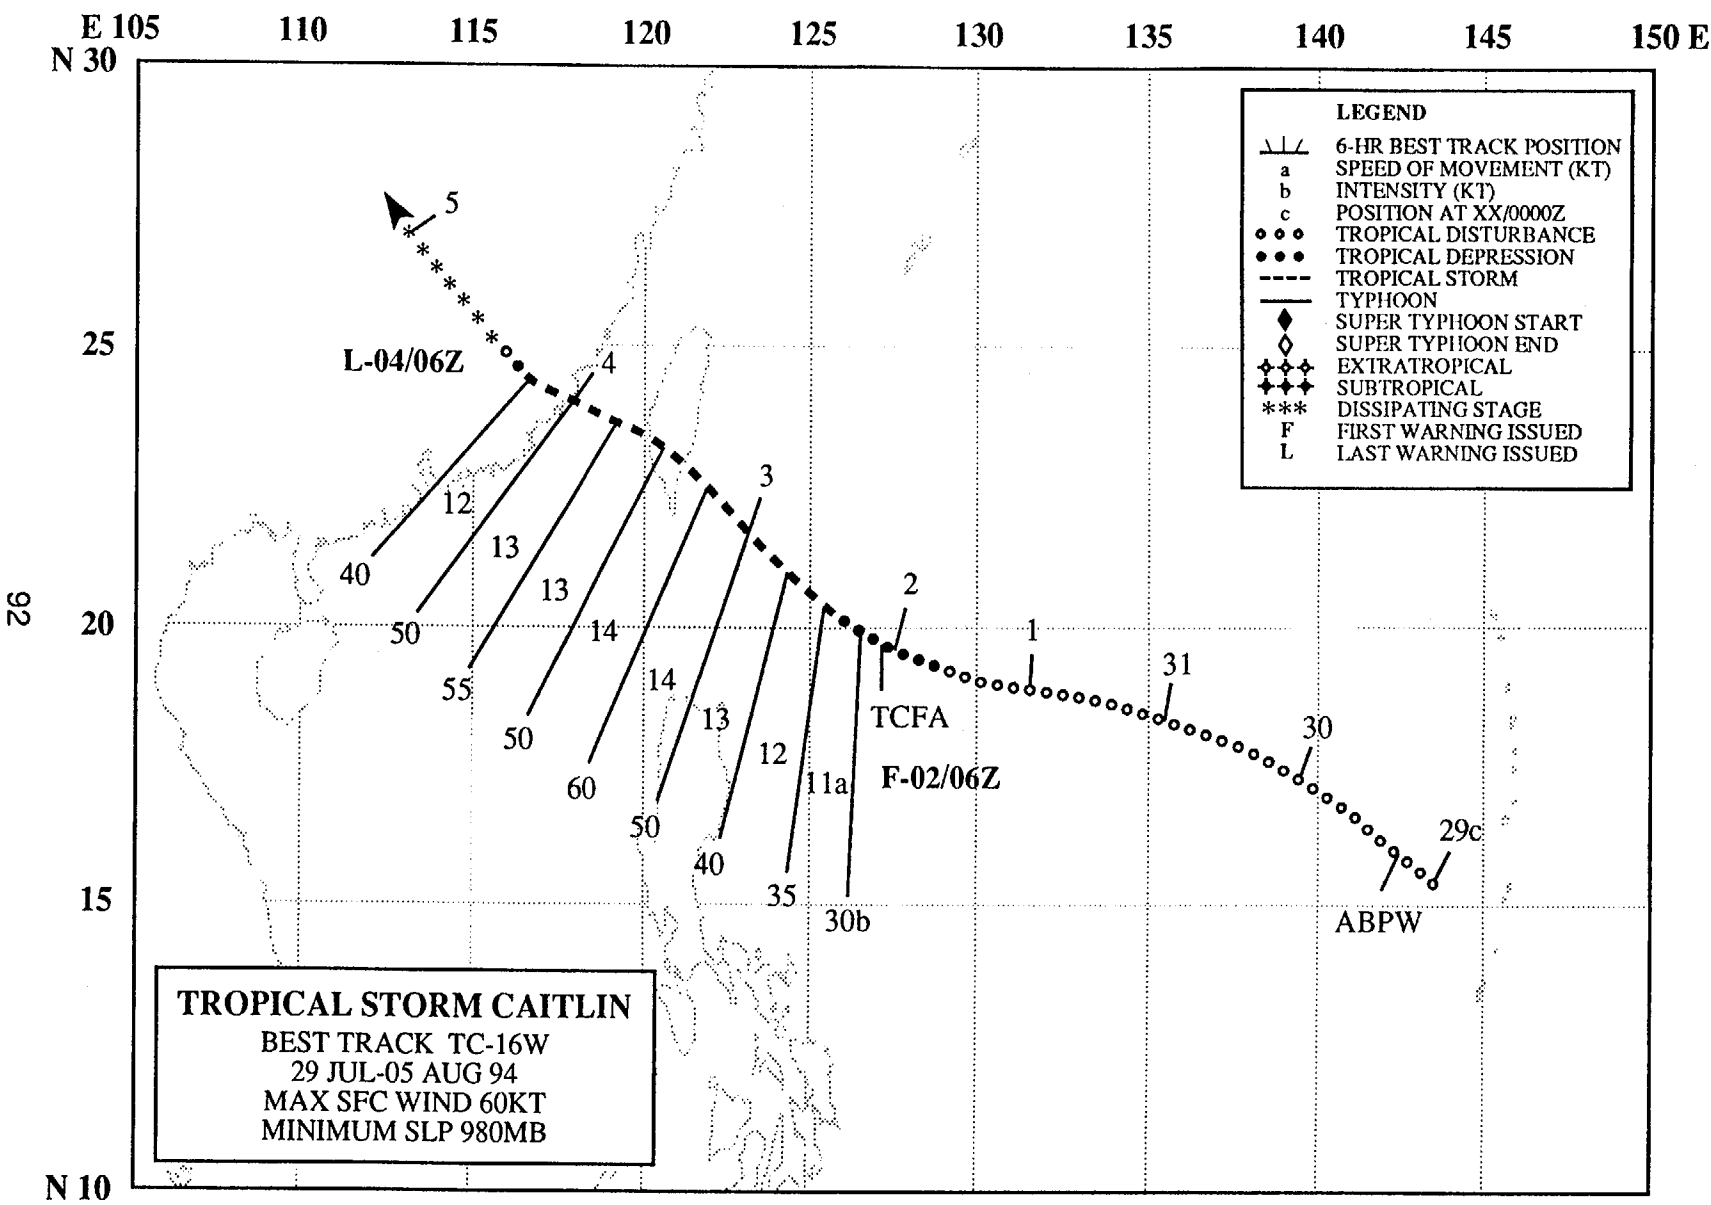 E 105 110 115 120 125 130 135 140 145 150 E
N 30
LEGEND
6-HR BEST TRACK POSITION
a SPEED OF MOVEMENT (KT)
b INTENSITY (KT)
c POSITION AT XX/0000Z
TROPICAL DISTURBANCE
TROPICAL DEPRESSION
TROPICAL STORM
TYPHOON
SUPER TYPHOON START
SUPER TYPHOON END
EXTRATROPICAL
SUBTROPICAL
*** DISSIPATING STAGE
F FIRST WARNING ISSUED
L LAST WARNING ISSUED
5
25
L-04/06Z
4
3
12
13
40
13
2
92
20
50
14
1
31
55
14
13
TCFA
50
12
30
60
11a
F-02/06Z
50
29c
40
15
35
30b
ABPW
TROPICAL STORM CAITLIN
BEST TRACK TC-16W
29 JUL-05 AUG 94
MAX SFC WIND 60KT
MINIMUM SLP 980MB
N 10